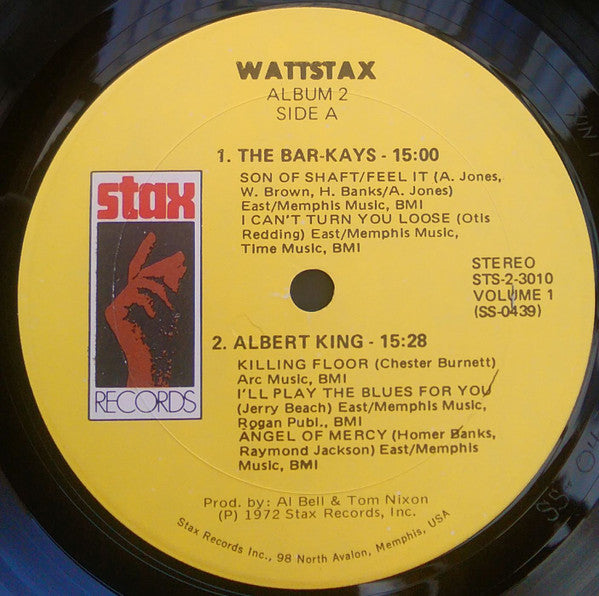 WATTSTAX
ALBUM 2
SIDE A
1. THE BAR-KAYS - 15:00
SON OF SHAFT/FEEL IT (A. Jones,
W. Brown, H. Banks/A. Jones)
East/Memphis Music, BMI
I CAN'T TURN YOU LOOSE (Otis
Redding) East/Memphis Music,
Time Music, BMI
stax
RECORDS
STEREO
STS-2-3010
VOLUME 1
(SS-0439)
2. ALBERT KING - 15:28
KILLING FLOOR (Chester Burnett)
Arc Music, BMI
I'LL PLAY THE BLUES FOR YOU
(Jerry Beach) East/Memphis Music,
Rogan Publ., BMI
ANGEL OF MERCY (Homer Banks,
Raymond Jackson) East/Memphis
Music, BMI
Prod. by: Al Bell & Tom Nixon
(P) 1972 Stax Records, Inc.
Stax Records Inc., 98 North Avalon, Memphis, USA